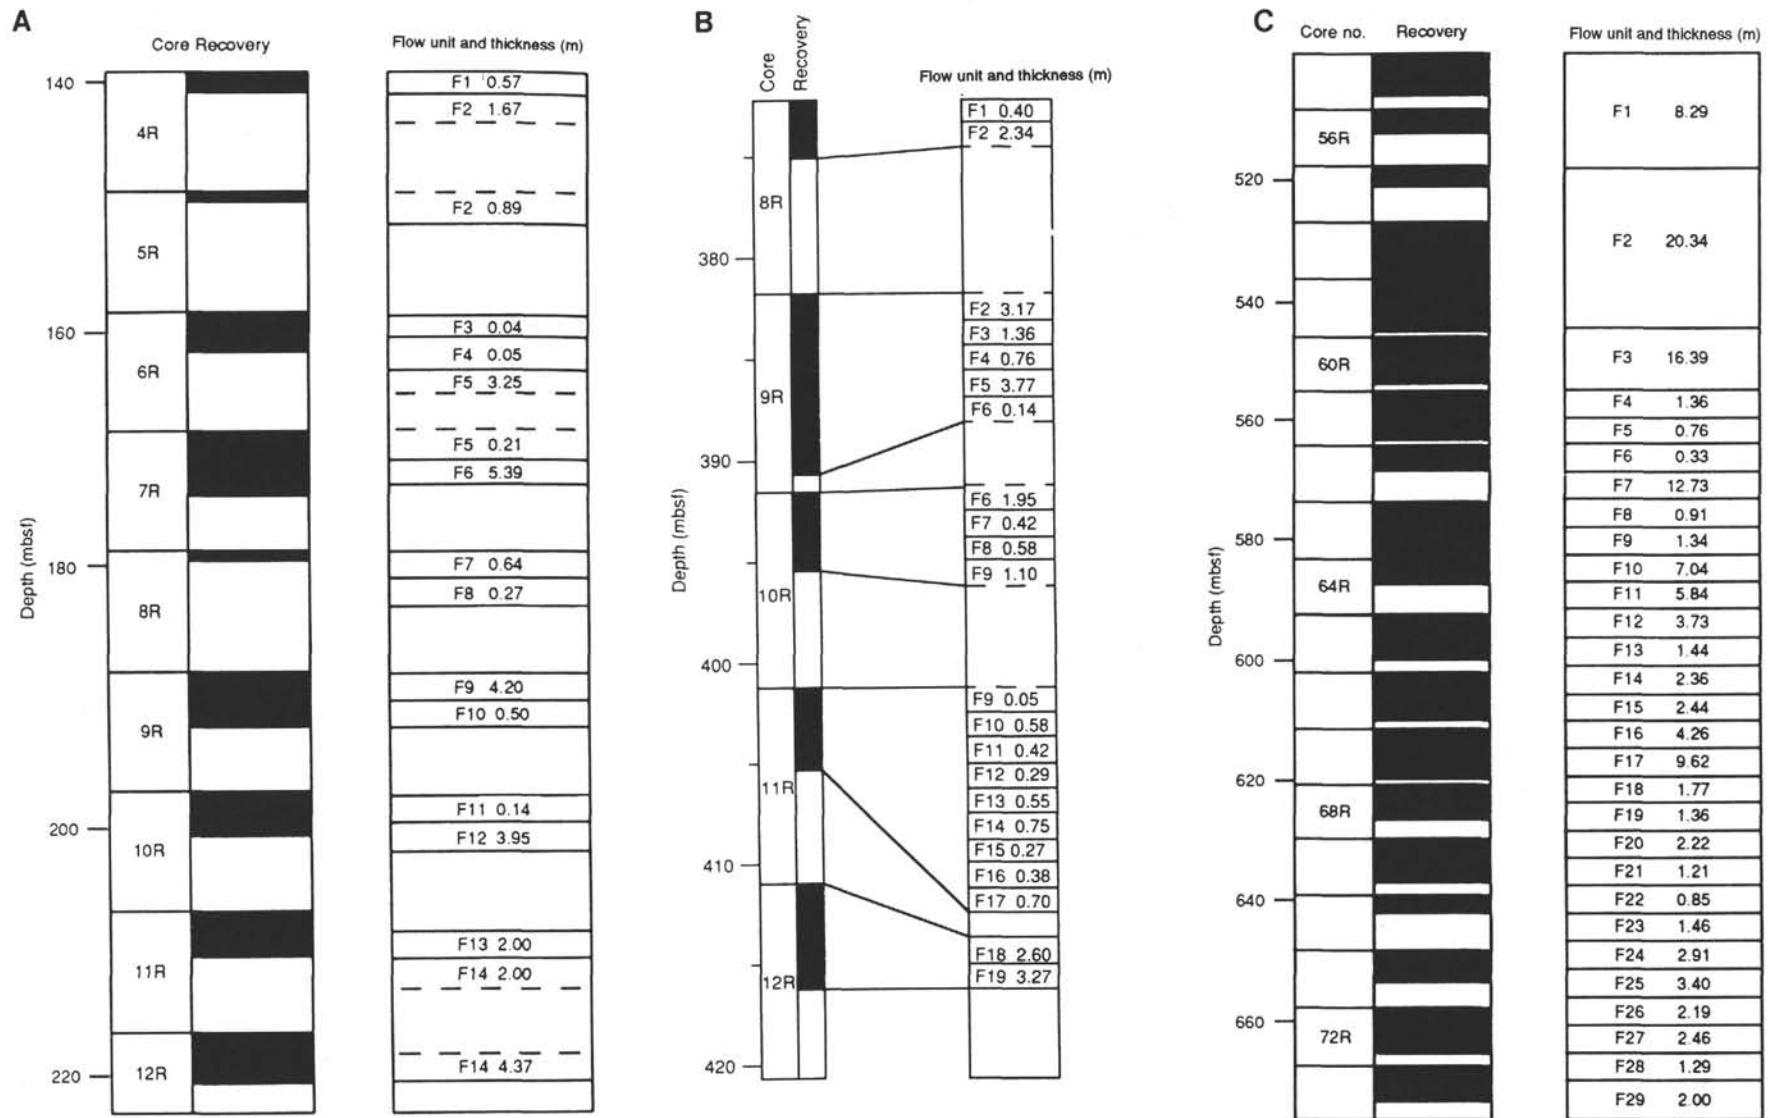 A
Core Recovery
Flow unit and thickness (m)
Depth (mbsf)
140
160
180
200
220
4R
5R
6R
7R
8R
9R
10R
11R
12R
F1 0.57
F2 1.67
F2 0.89
F3 0.04
F4 0.05
F5 3.25
F5 0.21
F6 5.39
F7 0.64
F8 0.27
F9 4.20
F10 0.50
F11 0.14
F12 3.95
F13 2.00
F14 2.00
F14 4.37
B
Core
Recovery
Flow unit and thickness (m)
Depth (mbsf)
380
390
400
410
420
8R
9R
10R
11R
12R
F1 0.40
F2 2.34
F2 3.17
F3 1.36
F4 0.76
F5 3.77
F6 0.14
F6 1.95
F7 0.42
F8 0.58
F9 1.10
F9 0.05
F10 0.58
F11 0.42
F12 0.29
F13 0.55
F14 0.75
F15 0.27
F16 0.38
F17 0.70
F18 2.60
F19 3.27
C
Core no. Recovery
Flow unit and thickness (m)
Depth (mbsf)
520
540
560
580
600
620
640
660
56R
60R
64R
68R
72R
F1 8.29
F2 20.34
F3 16.39
F4 1.36
F5 0.76
F6 0.33
F7 12.73
F8 0.91
F9 1.34
F10 7.04
F11 5.84
F12 3.73
F13 1.44
F14 2.36
F15 2.44
F16 4.26
F17 9.62
F18 1.77
F19 1.36
F20 2.22
F21 1.21
F22 0.85
F23 1.46
F24 2.91
F25 3.40
F26 2.19
F27 2.46
F28 1.29
F29 2.00